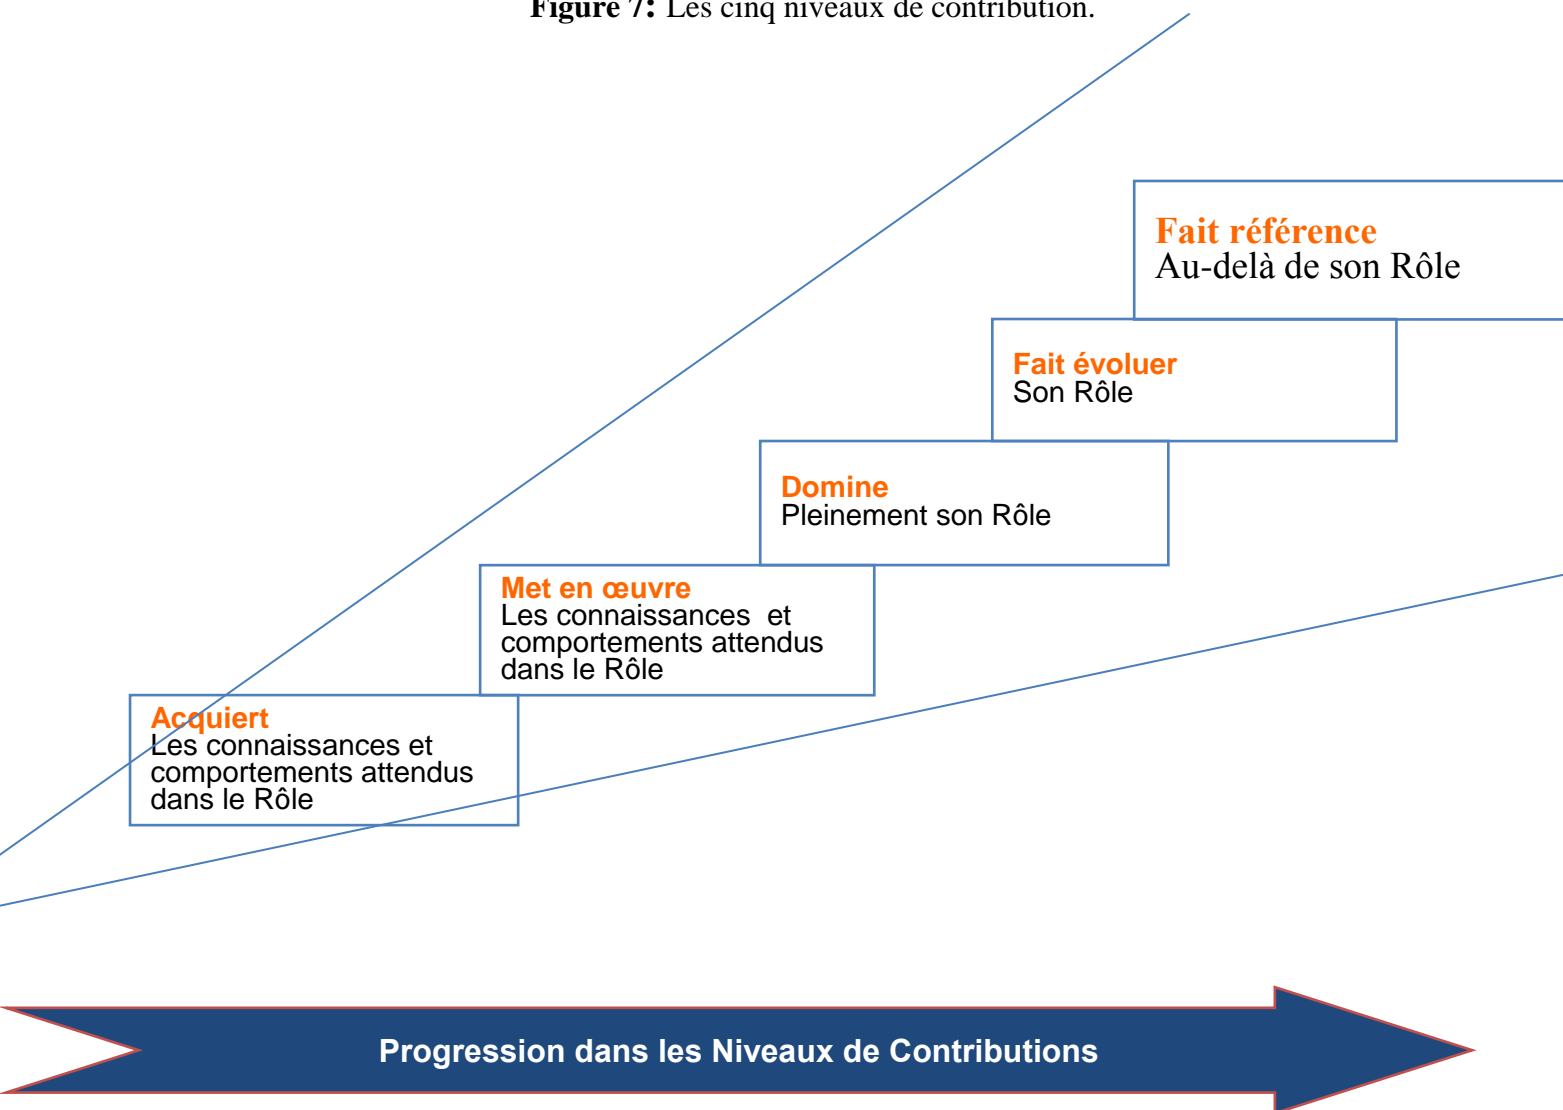 Figure 7: Les cinq niveaux de contribution.
Fait référence
Au-delà de son Rôle
Fait évoluer
Son Rôle
Domine
Pleinement son Rôle
Met en œuvre
Les connaissances et
comportements attendus
dans le Rôle
Acquiert
Les connaissances et
comportements attendus
dans le Rôle
Progression dans les Niveaux de Contributions